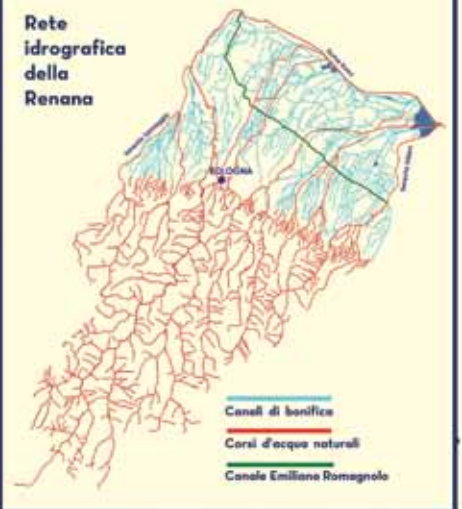 Rete
idrografica
della
Renana
BOLOGNA
Canali di bonifica
Corsi d'acqua naturali
Canale Emiliano Romagnolo